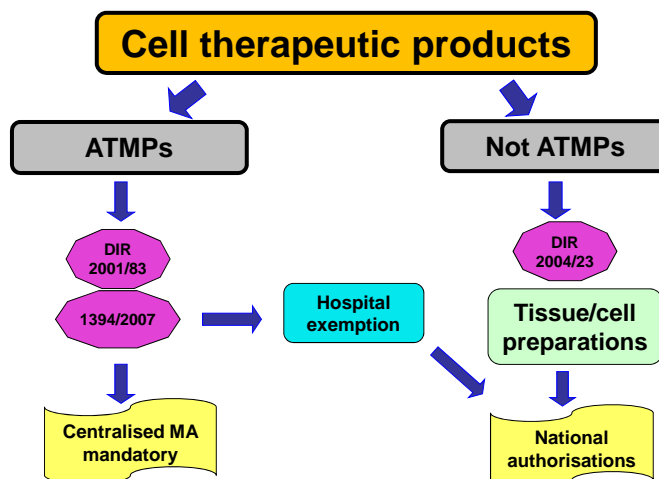 Cell therapeutic products
ATMPs
Not ATMPs
DIR
2001/83
1394/2007
DIR
2004/23
Hospital
exemption
Tissue/cell
preparations
Centralised MA
mandatory
National
authorisations